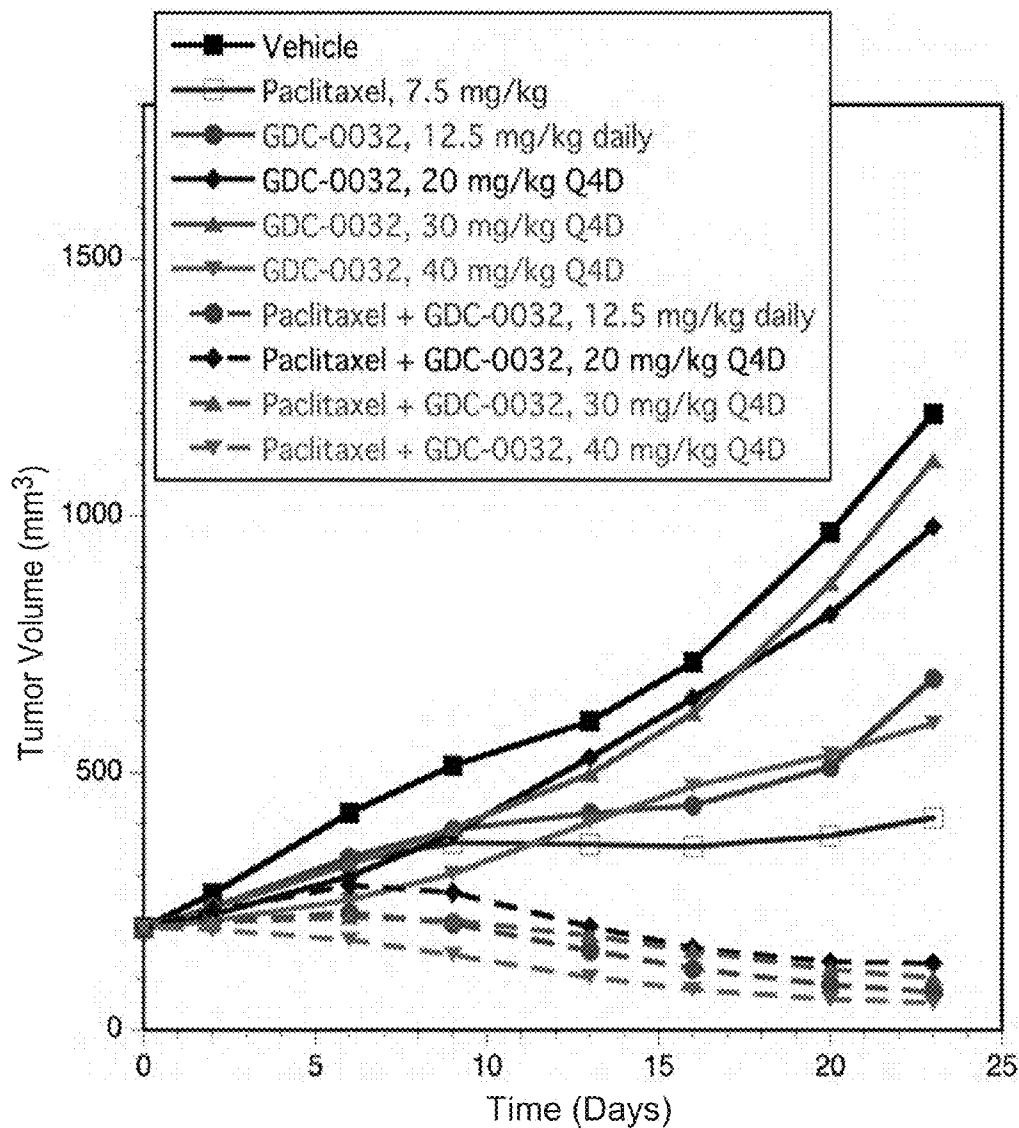 Vehicle
Paclitaxel, 7.5 mg/kg
GDC-0032, 12.5 mg/kg daily
GDC-0032, 20 mg/kg Q4D
GDC-0032, 30 mg/kg Q4D
GDC-0032, 40 mg/kg Q4D
Paclitaxel + GDC-0032, 12.5 mg/kg daily
Paclitaxel + GDC-0032, 20 mg/kg Q4D
Paclitaxel + GDC-0032, 30 mg/kg Q4D
Paclitaxel + GDC-0032, 40 mg/kg Q4D
Tumor Volume (mm³)
1500
1000
500
0
0 5 10 15 20 25
Time (Days)